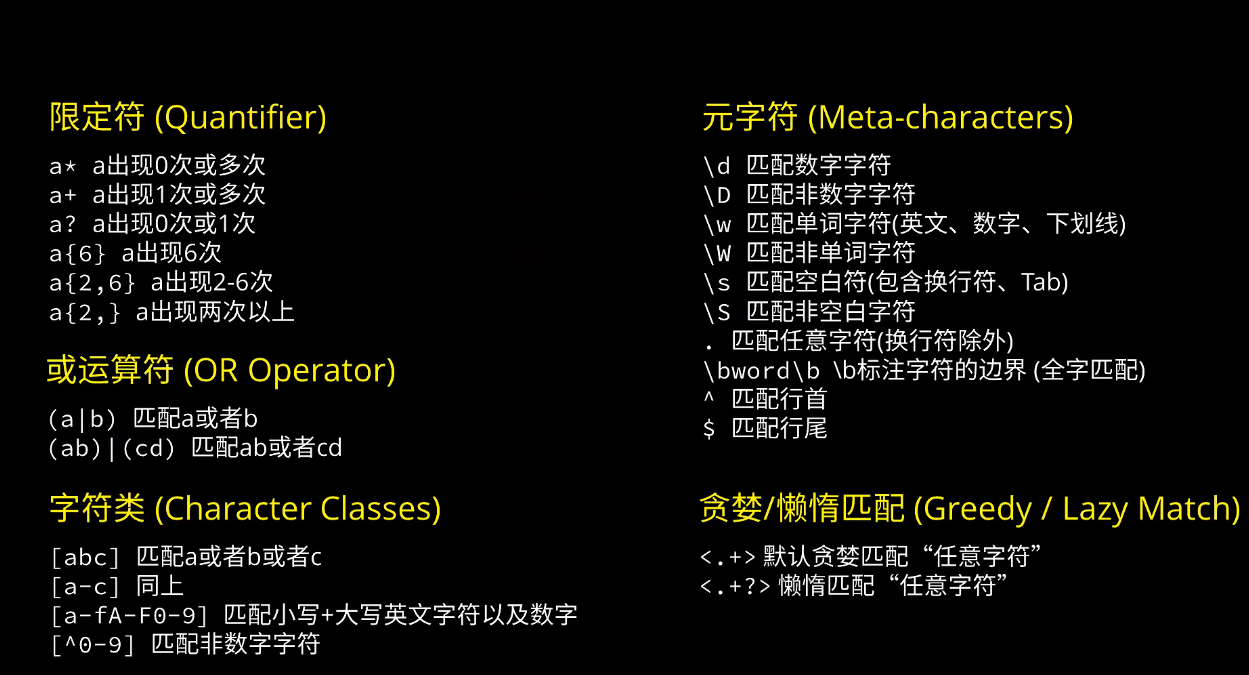 限定符 (Quantifier)
a* a出现0次或多次
a+ a出现1次或多次
a? a出现0次或1次
a{6} a出现6次
a{2,6} a出现2-6次
a{2,} a出现两次以上
或运算符 (OR Operator)
(a|b) 匹配a或者b
(ab)|(cd) 匹配ab或者cd
字符类 (Character Classes)
[abc] 匹配a或者b或者c
[a-c] 同上
[a-fA-F0-9] 匹配小写+大写英文字符以及数字
[^0-9] 匹配非数字字符
元字符 (Meta-characters)
\d 匹配数字字符
\D 匹配非数字字符
\w 匹配单词字符(英文、数字、下划线)
\W 匹配非单词字符
\s 匹配空白符(包含换行符、Tab)
\S 匹配非空白字符
. 匹配任意字符(换行符除外)
\bword\b \b标注字符的边界 (全字匹配)
^ 匹配行首
$ 匹配行尾
贪婪/懒惰匹配 (Greedy / Lazy Match)
<.+> 默认贪婪匹配“任意字符”
<.+?> 懒惰匹配“任意字符”